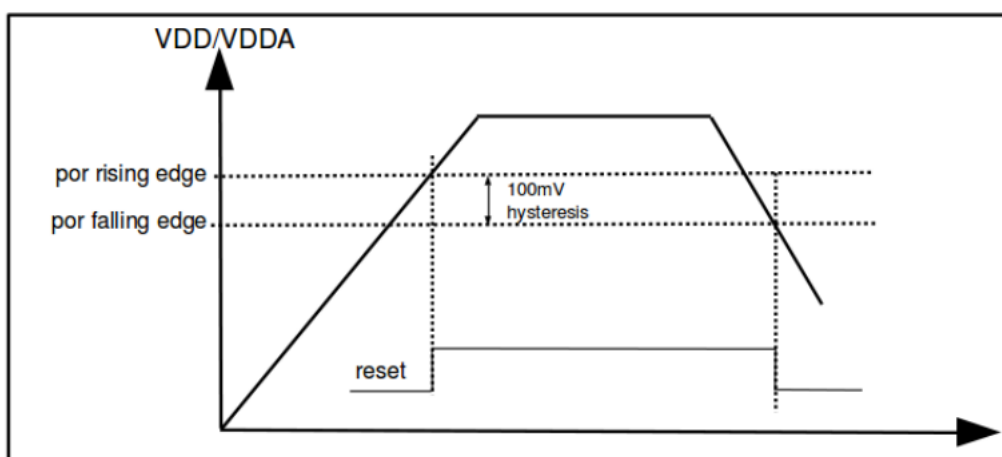 VDD/VDDA
por rising edge
100mV
hysteresis
por falling edge
reset